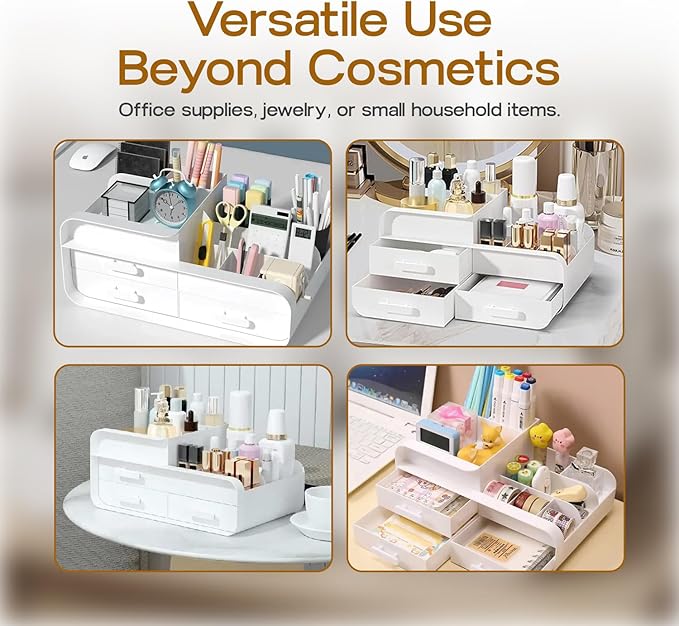 Versatile Use
Beyond Cosmetics
Office supplies, jewelry, or small household items.